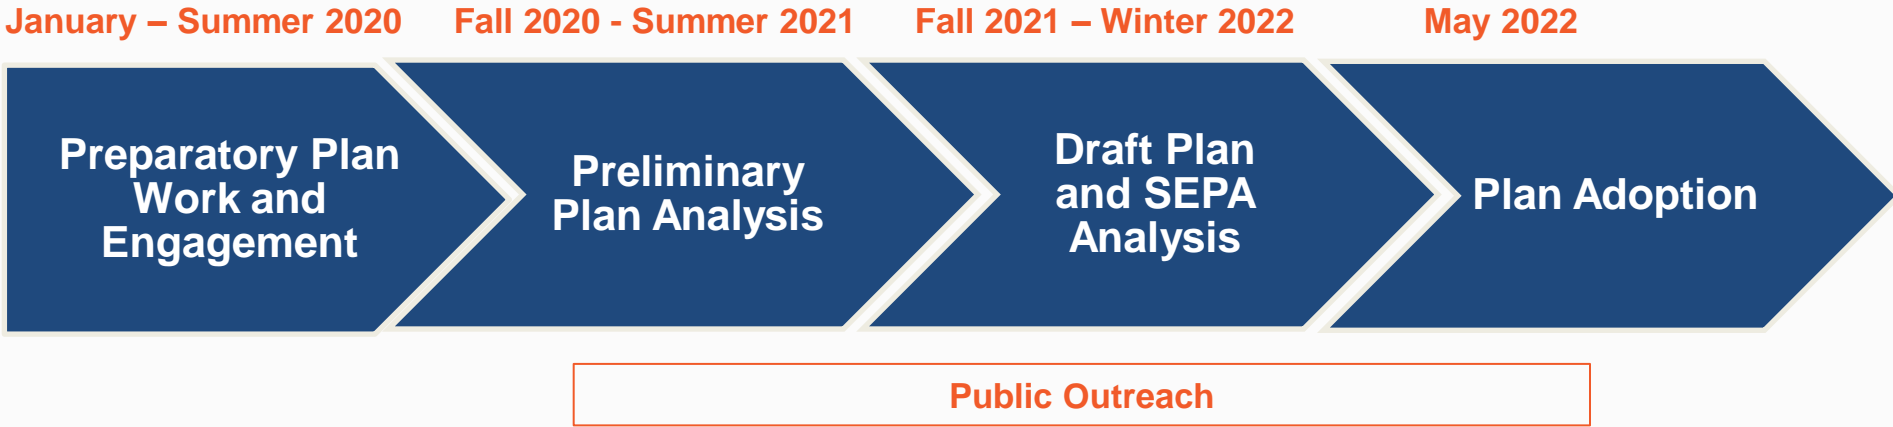 January – Summer 2020
Fall 2020 - Summer 2021
Fall 2021 – Winter 2022
May 2022
Preparatory Plan
Work and
Engagement
Preliminary
Plan Analysis
Draft Plan
and SEPA
Analysis
Plan Adoption
Public Outreach